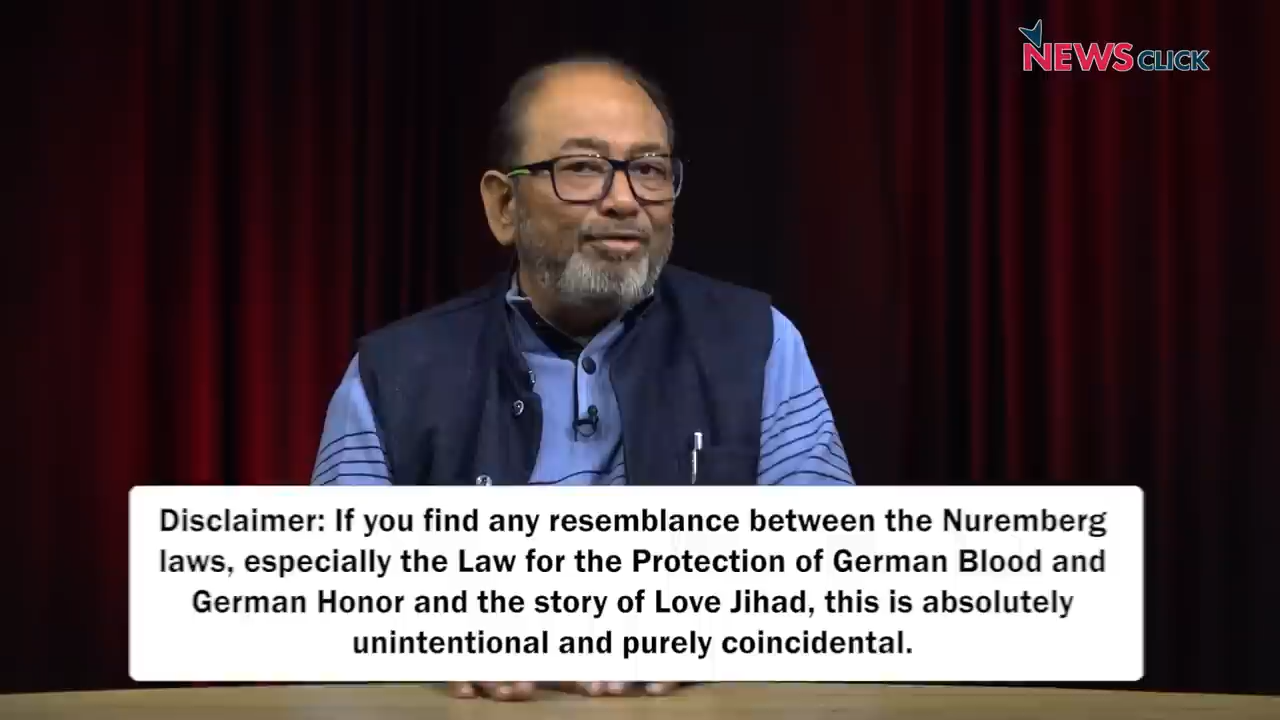 NEWSCLICK
Disclaimer: If you find any resemblance between the Nuremberg
laws, especially the Law for the Protection of German Blood and
German Honor and the story of Love Jihad, this is absolutely
unintentional and purely coincidental.